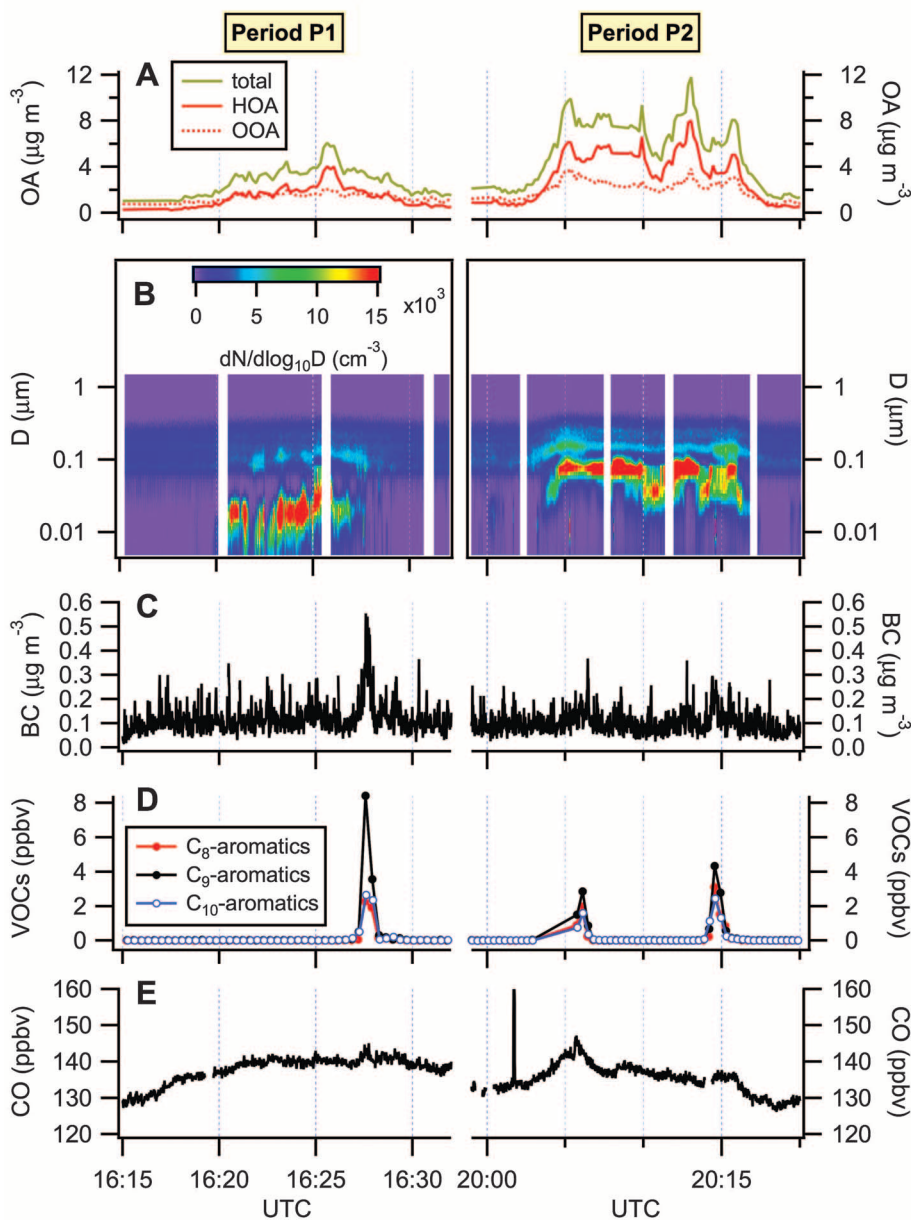 Period P1
Period P2
A
total
HOA
OOA
OA (µg m⁻³)
12
8
4
0
12
8
4
0
OA (µg m⁻³)
B
0 5 10 15
x10³
dN/dlog₁₀D (cm⁻³)
D (µm)
1
0.1
0.01
1
0.1
0.01
D (µm)
C
BC (µg m⁻³)
0.6
0.5
0.4
0.3
0.2
0.1
0.0
0.6
0.5
0.4
0.3
0.2
0.1
0.0
BC (µg m⁻³)
D
C₈-aromatics
C₉-aromatics
C₁₀-aromatics
VOCs (ppbv)
8
6
4
2
0
8
6
4
2
0
VOCs (ppbv)
E
CO (ppbv)
160
150
140
130
120
160
150
140
130
120
CO (ppbv)
16:15 16:20 16:25 16:30 20:00 20:15
UTC
UTC